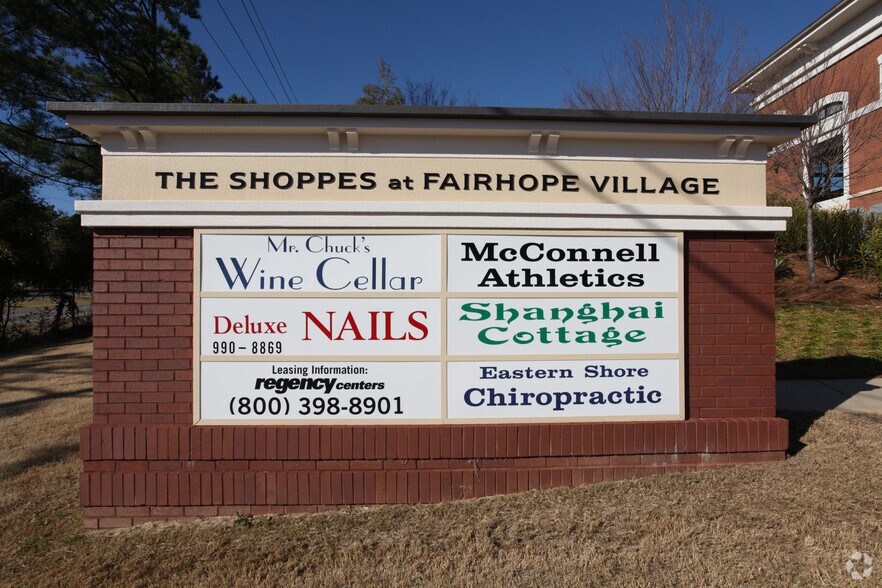 THE SHOPPES at FAIRHOPE VILLAGE
Mr. Chuck's
Wine Cellar
McConnell
Athletics
Deluxe NAILS
990-8869
Shanghai
Cottage
Leasing Information:
regency centers
(800) 398-8901
Eastern Shore
Chiropractic